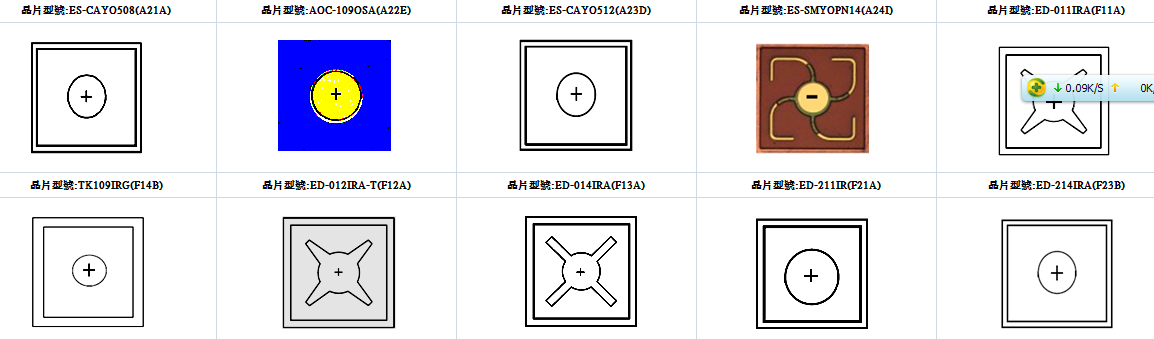 晶片型號:ES-CAYO508(A21A)
晶片型號:AOC-109OSA(A22E)
晶片型號:ES-CAYO512(A23D)
晶片型號:ES-SMYOPN14(A24I)
晶片型號:ED-011IRA(F11A)
+
+
+
-
0.09K/S
0K/
+
晶片型號:TK109IRG(F14B)
晶片型號:ED-012IRA-T(F12A)
晶片型號:ED-014IRA(F13A)
晶片型號:ED-211IR(F21A)
晶片型號:ED-214IRA(F23B)
+
+
+
+
+